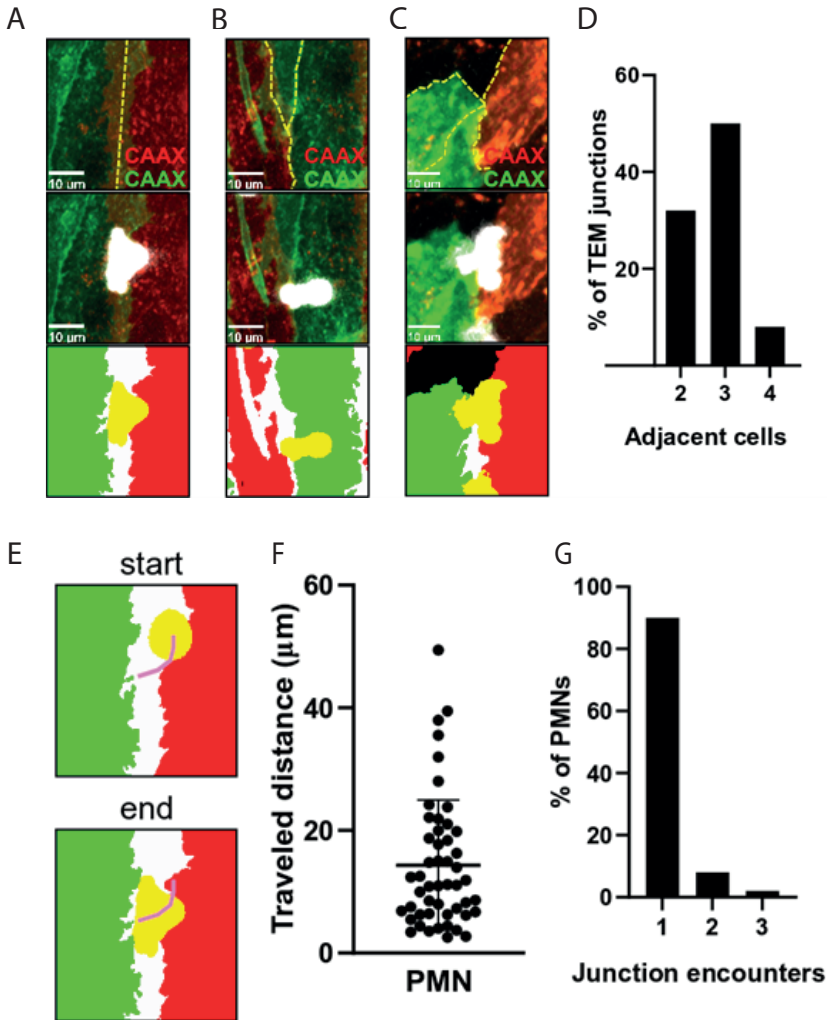 A
B
C
D
CAAX
CAAX
10 um
CAAX
CAAX
10 um
CAAX
CAAX
10 um
10 um
10 um
10 um
% of TEM junctions
60
40
20
2 3 4
Adjacent cells
E
start
end
F
Traveled distance (μm)
60
40
20
0
PMN
G
% of PMNs
100
80
60
40
20
0
1 2 3
Junction encounters